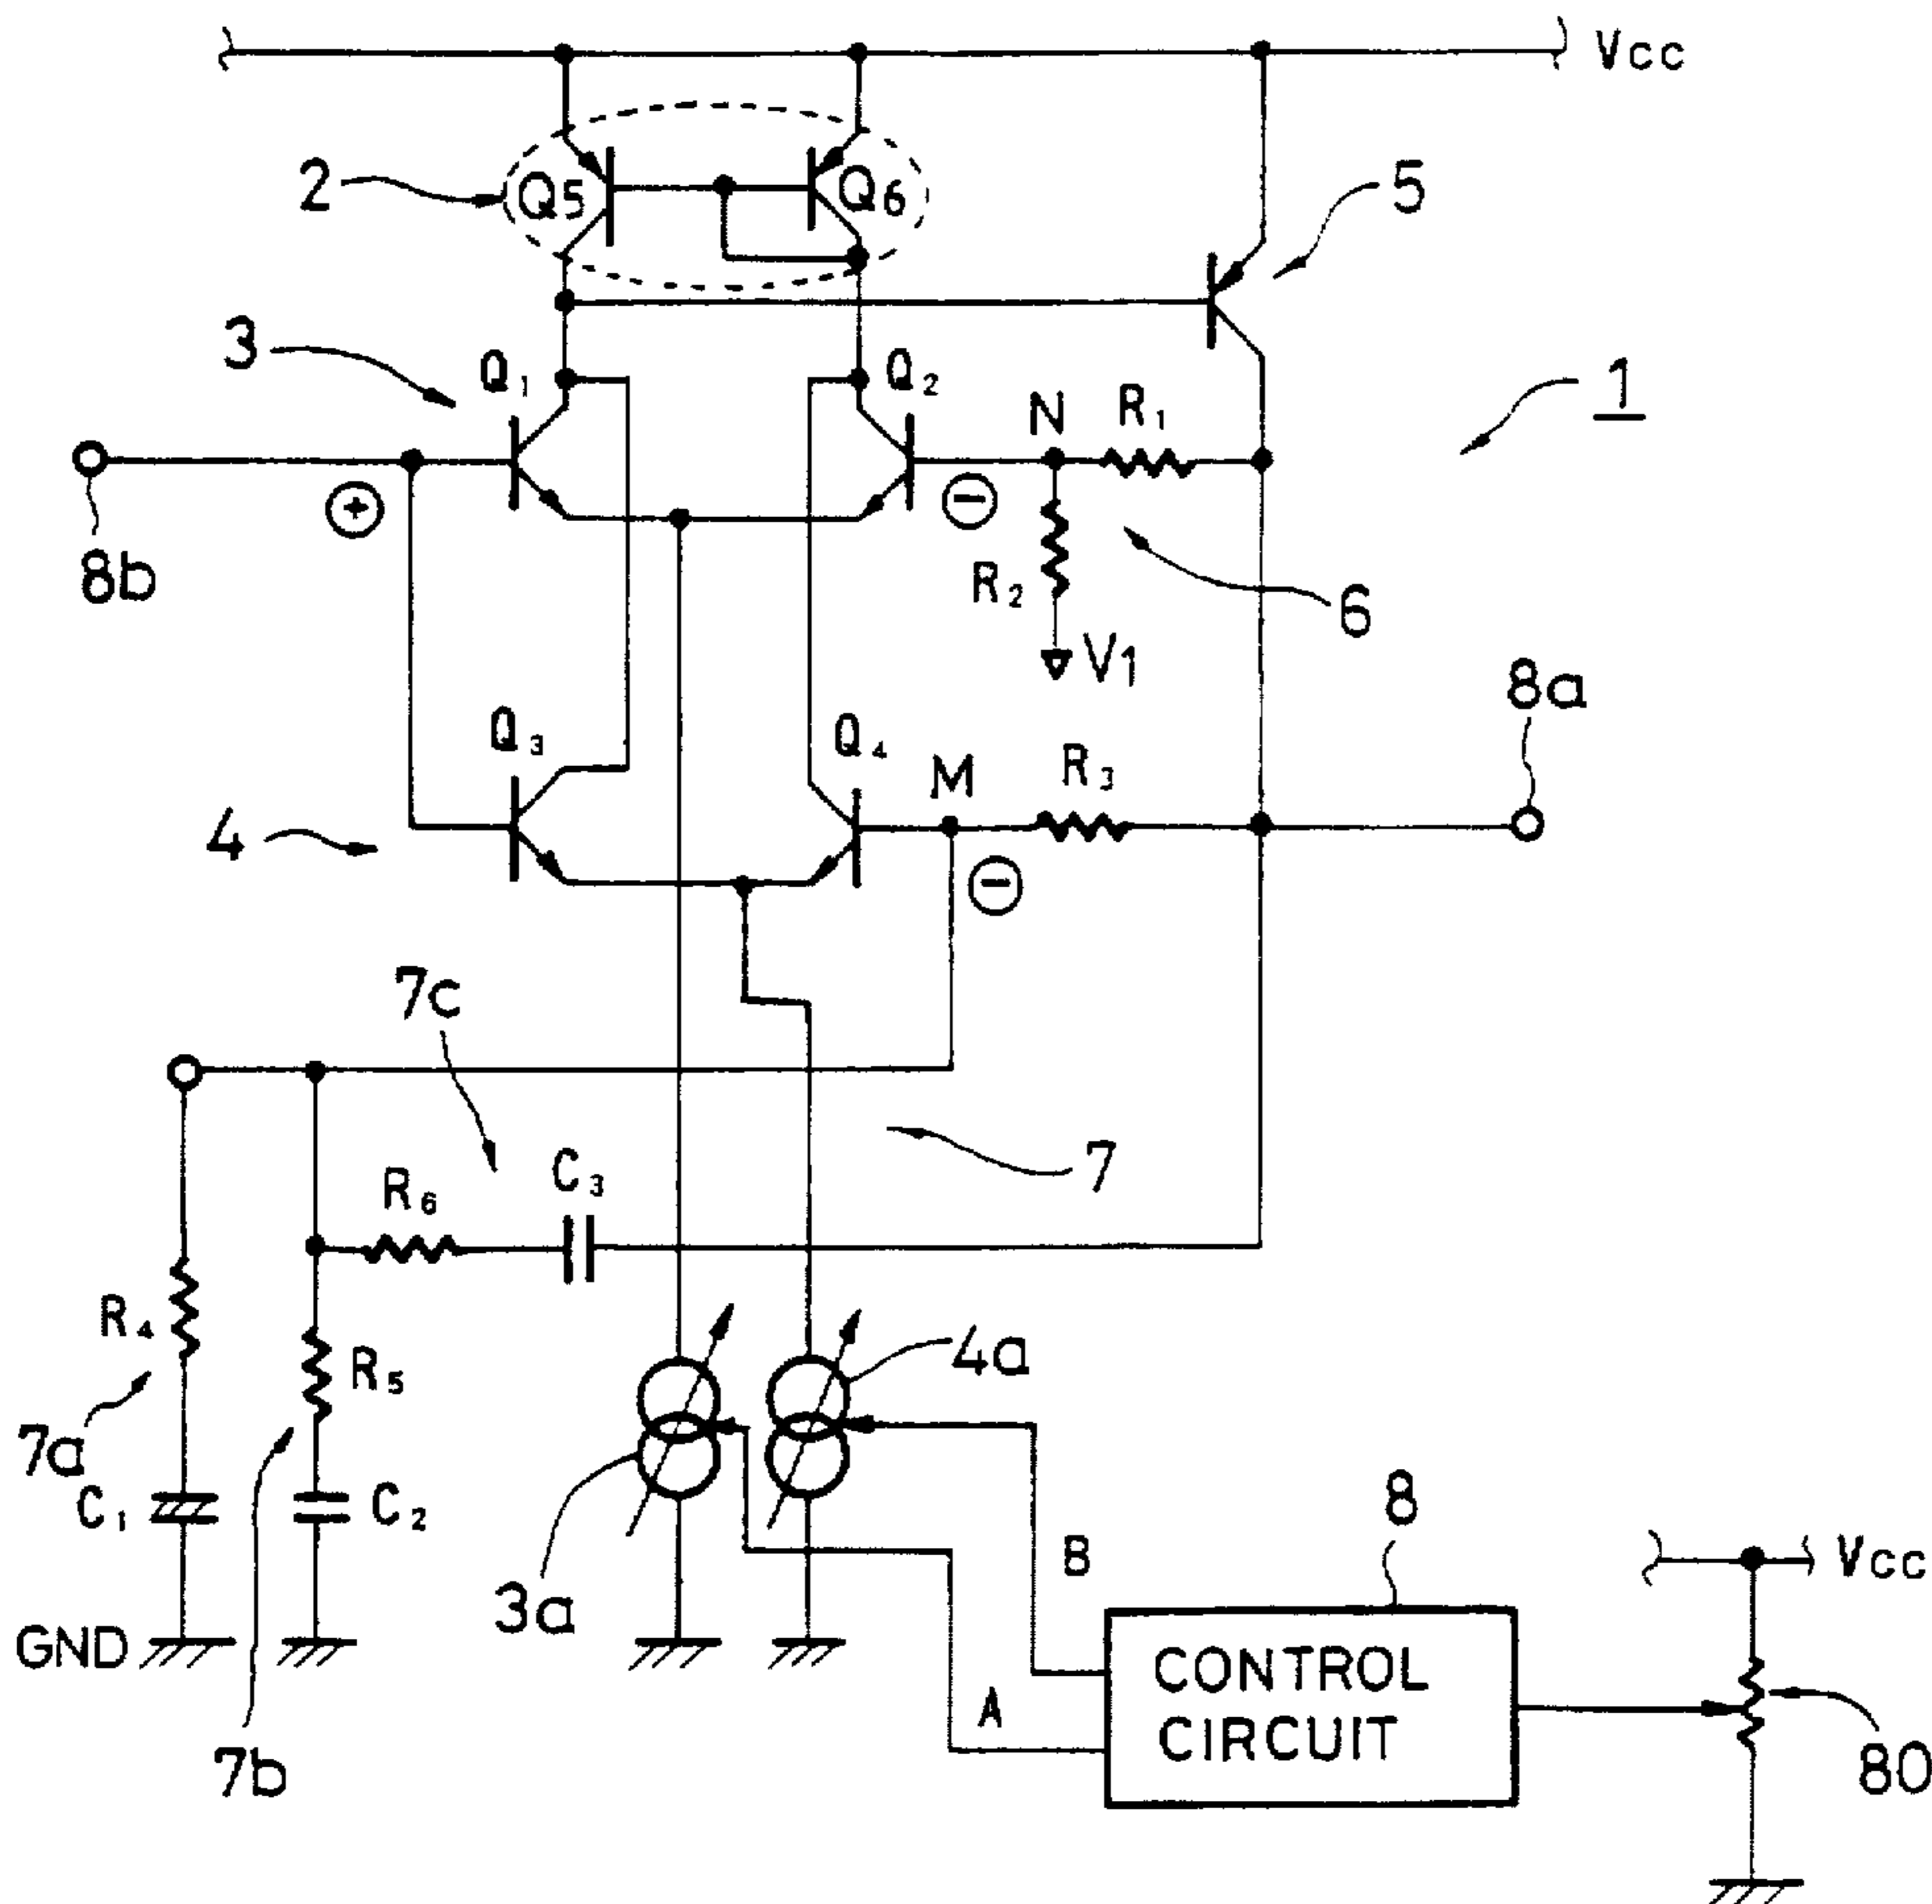 Vcc
2
Q5
Q6
5
3
Q1
Q2
N
R1
1
+
−
8b
R2
6
V1
8a
Q3
Q4
M
R3
4
−
7c
7
R6
C3
R4
R5
4a
7a
C1
C2
8
3a
B
Vcc
GND
CONTROL
CIRCUIT
A
7b
80